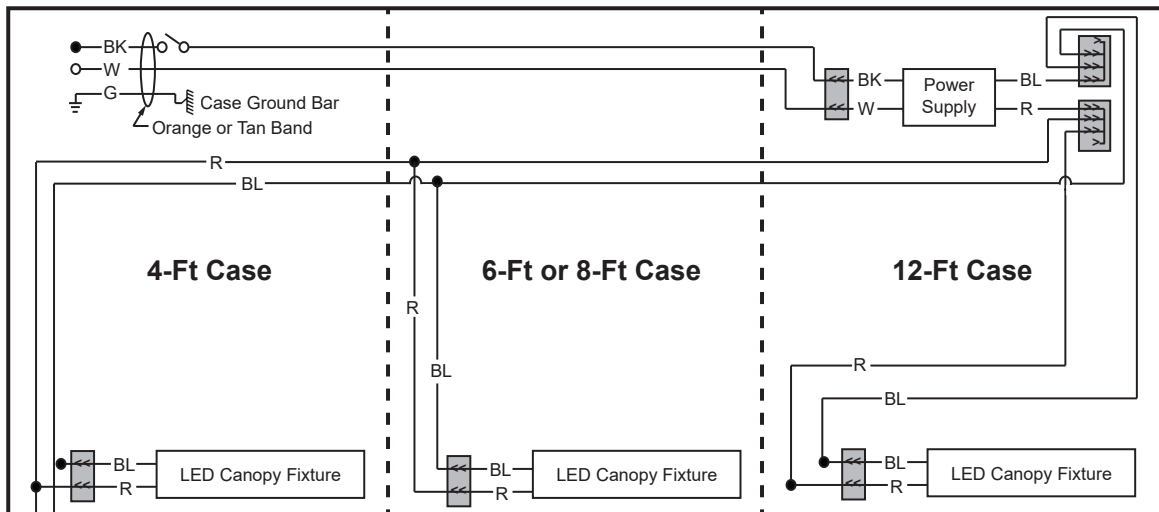 BK
W
G
Case Ground Bar
Orange or Tan Band
BK
W
Power
Supply
BL
R
R
BL
4-Ft Case
6-Ft or 8-Ft Case
12-Ft Case
R
BL
R
BL
BL
R
LED Canopy Fixture
BL
R
LED Canopy Fixture
BL
R
LED Canopy Fixture